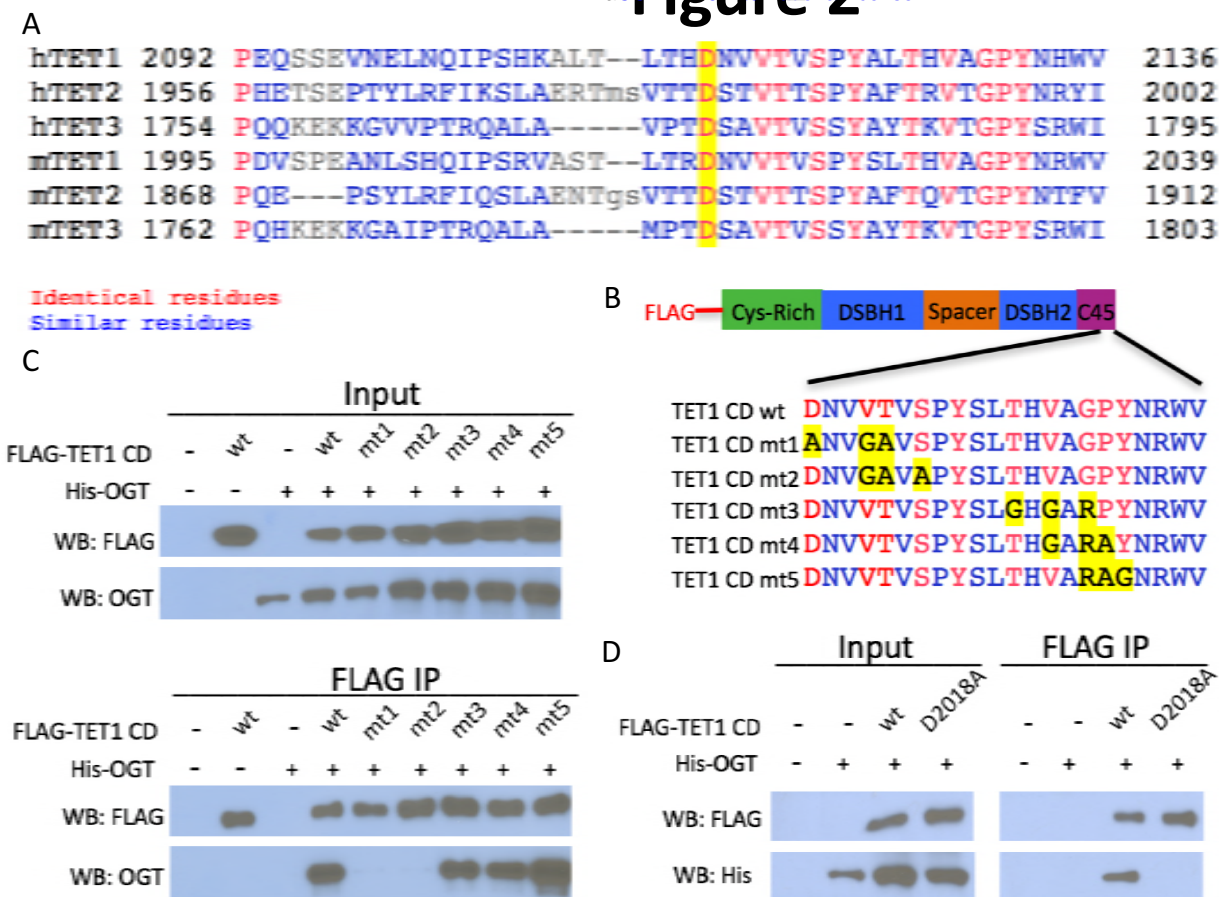 Figure 2
A
hTET1 2092 PEQSSEVNELNQIPSHKALT--LTHDNVVTVSPYALTHVAGPYNHWV 2136
hTET2 1956 PHETSEPTYLRFIKSLAERTmsVTTDSTVTTSPYAFTRVTGPYNRYI 2002
hTET3 1754 PQQKEKKGVVPTRQALA-----VPTDSAVTVSSYAYTKVTGPYSRWI 1795
mTET1 1995 PDVSPEANLSHQIPSRVAST--LTRDNVVTVSPYSLTHVAGPYNRWV 2039
mTET2 1868 PQE---PSYLRFIQSLAENTgsVTTDSTVTTSPYAFTQVTGPYNTFV 1912
mTET3 1762 PQHKEKKGAIPTRQALA-----MPTDSAVTVSSYAYTKVTGPYSRWI 1803
Identical residues
Similar residues
B
FLAG Cys-Rich DSBH1 Spacer DSBH2 C45
TET1 CD wt DNVVTVSPYSLTHVAGPYNRWV
TET1 CD mt1 ANVGAVSPYSLTHVAGPYNRWV
TET1 CD mt2 DNVGAVAPYSLTHVAGPYNRWV
TET1 CD mt3 DNVVTVSPYSLGHGARPYNRWV
TET1 CD mt4 DNVVTVSPYSLTHGARAYNRWV
TET1 CD mt5 DNVVTVSPYSLTHVARAGNRWV
C
Input
FLAG-TET1 CD - wt - wt mt1 mt2 mt3 mt4 mt5
His-OGT - - + + + + + + +
WB: FLAG
WB: OGT
FLAG IP
FLAG-TET1 CD - wt - wt mt1 mt2 mt3 mt4 mt5
His-OGT - - + + + + + + +
WB: FLAG
WB: OGT
D
Input FLAG IP
FLAG-TET1 CD - - wt D2018A - - wt D2018A
His-OGT - + + + - + + +
WB: FLAG
WB: His